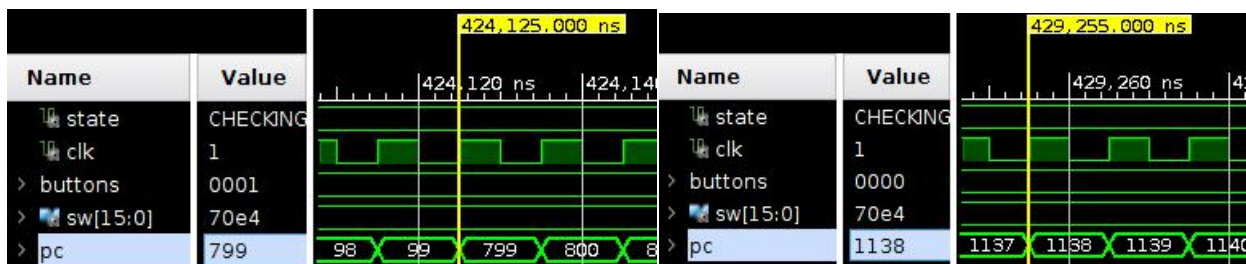 424,125.000 ns
Name Value 424,120 ns 424,14
state CHECKING
clk 1
buttons 0001
sw[15:0] 70e4
pc 799 98 99 799 800 8
429,255.000 ns
Name Value 429,260 ns
state CHECKING
clk 1
buttons 0000
sw[15:0] 70e4
pc 1138 1137 1138 1139 1140